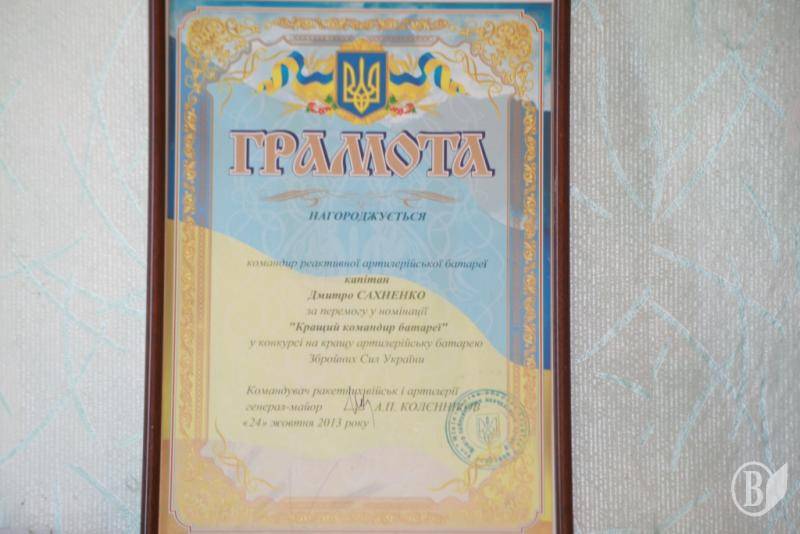 ГРАМОТА
НАГОРОДЖУЄТЬСЯ
командир реактивної артилерійської батареї
капітан
Дмитро САХНЕНКО
за перемогу у номінації
"Кращий командир батареї"
у конкурсі на кращу артилерійську батарею
Збройних Сил України
Командувач ракетних військ і артилерії
генерал-майор А.П. КОЛЄННІКОВ
«24» жовтня 2013 року
В